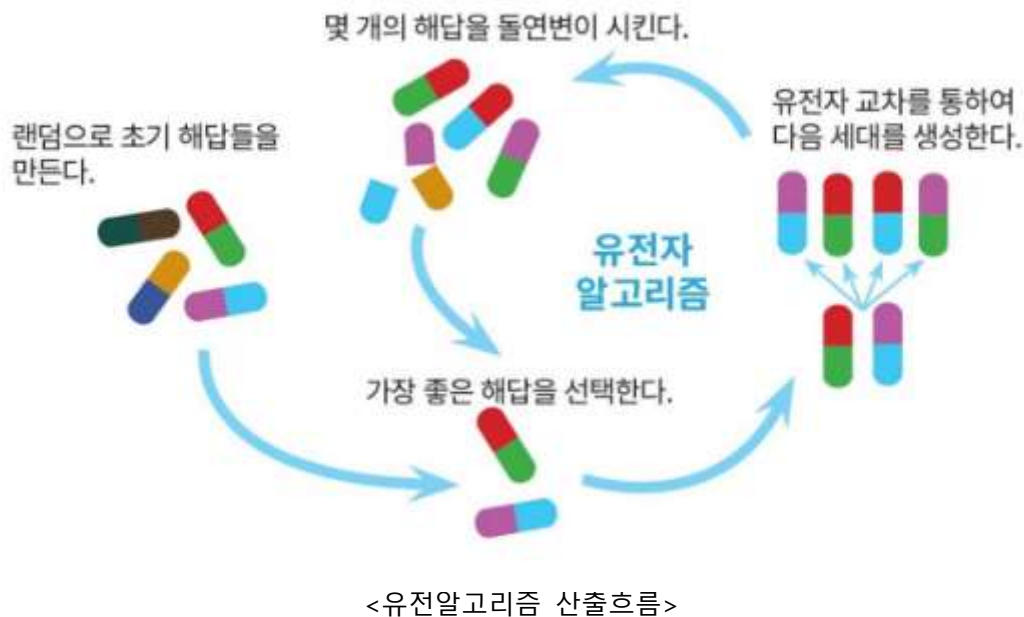 몇 개의 해답을 돌연변이 시킨다.
유전자 교차를 통하여
다음 세대를 생성한다.
랜덤으로 초기 해답들을
만든다.
유전자
알고리즘
가장 좋은 해답을 선택한다.
<유전알고리즘 산출흐름>